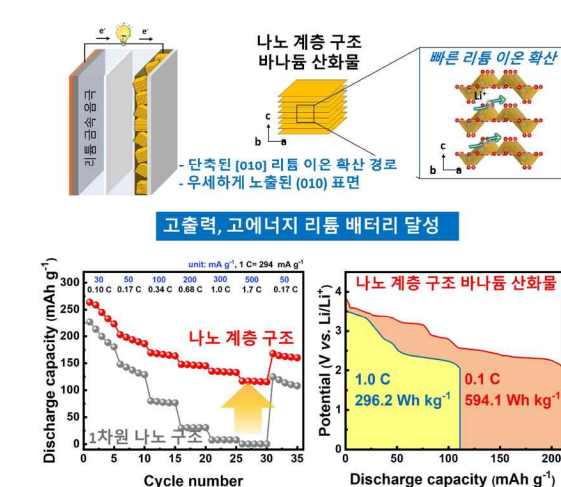 e- e-
리튬 금속 음극
나노 계층 구조
바나듐 산화물
c
b a
빠른 리튬 이온 확산
Li+
c
b a
- 단축된 [010] 리튬 이온 확산 경로
- 우세하게 노출된 (010) 표면
고출력, 고에너지 리튬 배터리 달성
unit: mA g-1, 1 C= 294 mA g-1
30 50 100 200 300 500 50
0.10 C 0.17 C 0.34 C 0.68 C 1.0 C 1.7 C 0.17 C
Discharge capacity (mAh g-1)
300
250
200
150
100
50
0
나노 계층 구조
1차원 나노 구조
0 5 10 15 20 25 30 35
Cycle number
나노 계층 구조 바나듐 산화물
Potential (V vs. Li/Li+)
4
3
2
1
0
1.0 C
296.2 Wh kg-1
0.1 C
594.1 Wh kg-1
0 50 100 150 200
Discharge capacity (mAh g-1)